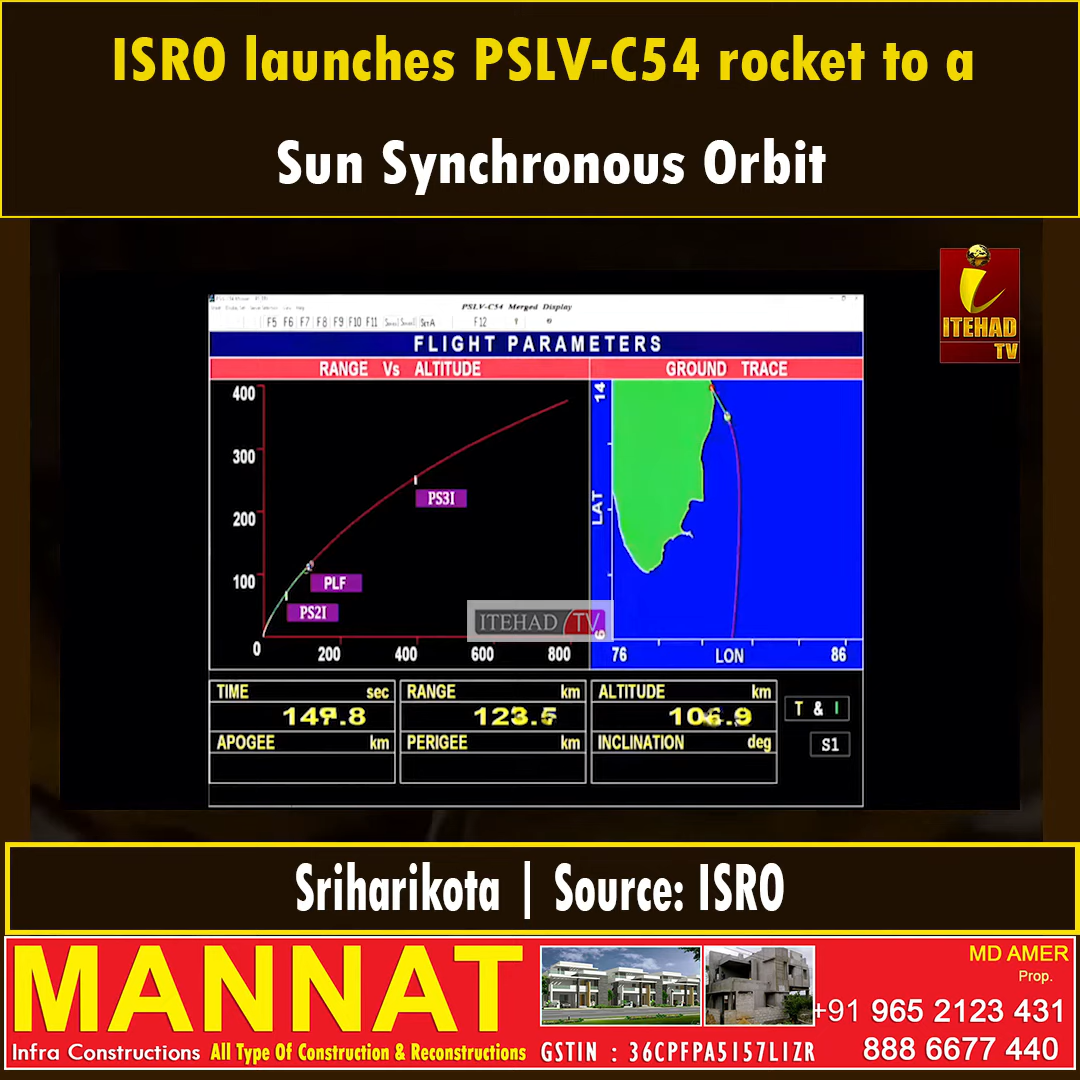 ISRO launches PSLV-C54 rocket to a
Sun Synchronous Orbit
ITEHAD
TV
PSLV-C54 Merged Display
F5 F6 F7 F8 F9 F10 F11 F12
FLIGHT PARAMETERS
RANGE Vs ALTITUDE
GROUND TRACE
400
300
200
100
0
200
400
600
800
PS3I
PLF
PS2I
ITEHAD TV
14
LAT
6
76
LON
86
TIME sec
RANGE km
ALTITUDE km
T & I
S1
APOGEE km
PERIGEE km
INCLINATION deg
Sriharikota | Source: ISRO
MANNAT
Infra Constructions All Type Of Construction & Reconstructions
GSTIN : 36CPFPA5157L1ZR
MD AMER
Prop.
+91 965 2123 431
888 6677 440